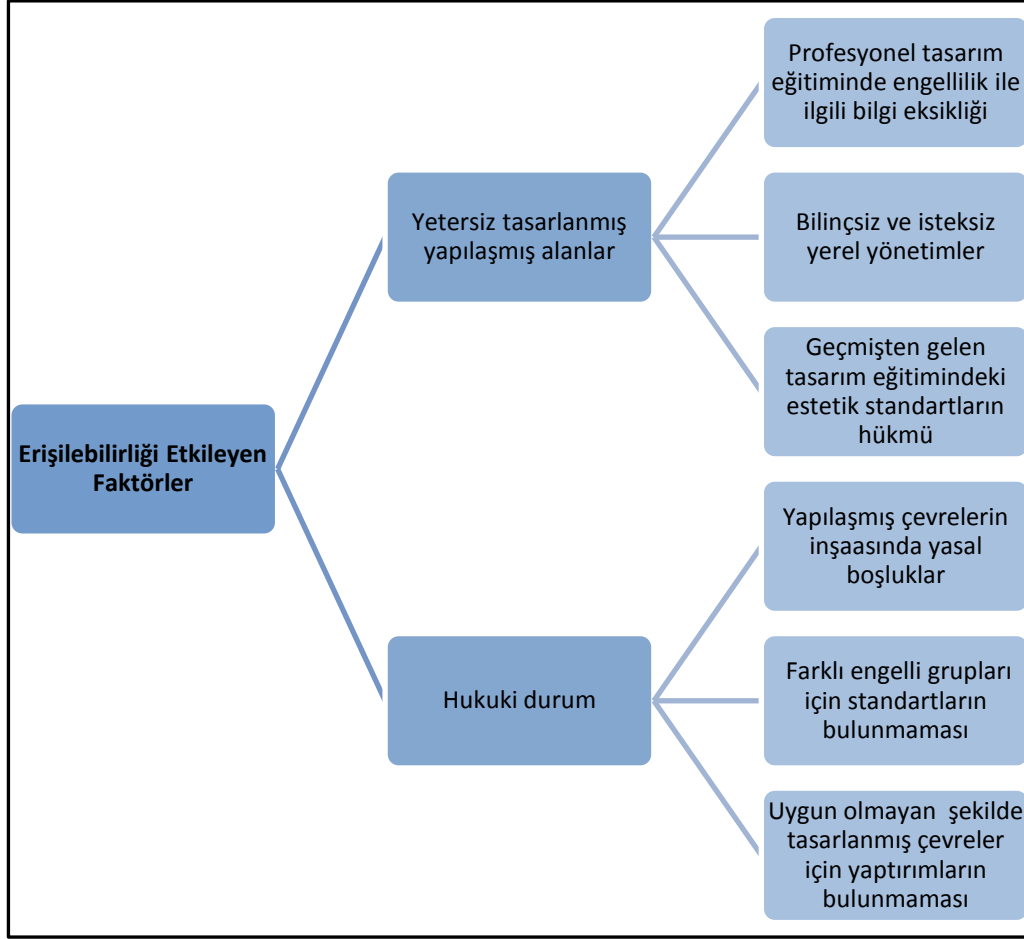 Erişilebilirliği Etkileyen
Faktörler
Yetersiz tasarlanmış
yapılaşmış alanlar
Profesyonel tasarım
eğitiminde engellilik ile
ilgili bilgi eksikliği
Bilinçsiz ve isteksiz
yerel yönetimler
Geçmişten gelen
tasarım eğitimindeki
estetik standartların
hükmü
Hukuki durum
Yapılaşmış çevrelerin
inşaasında yasal
boşluklar
Farklı engelli grupları
için standartların
bulunmaması
Uygun olmayan şekilde
tasarlanmış çevreler
için yaptırımların
bulunmaması